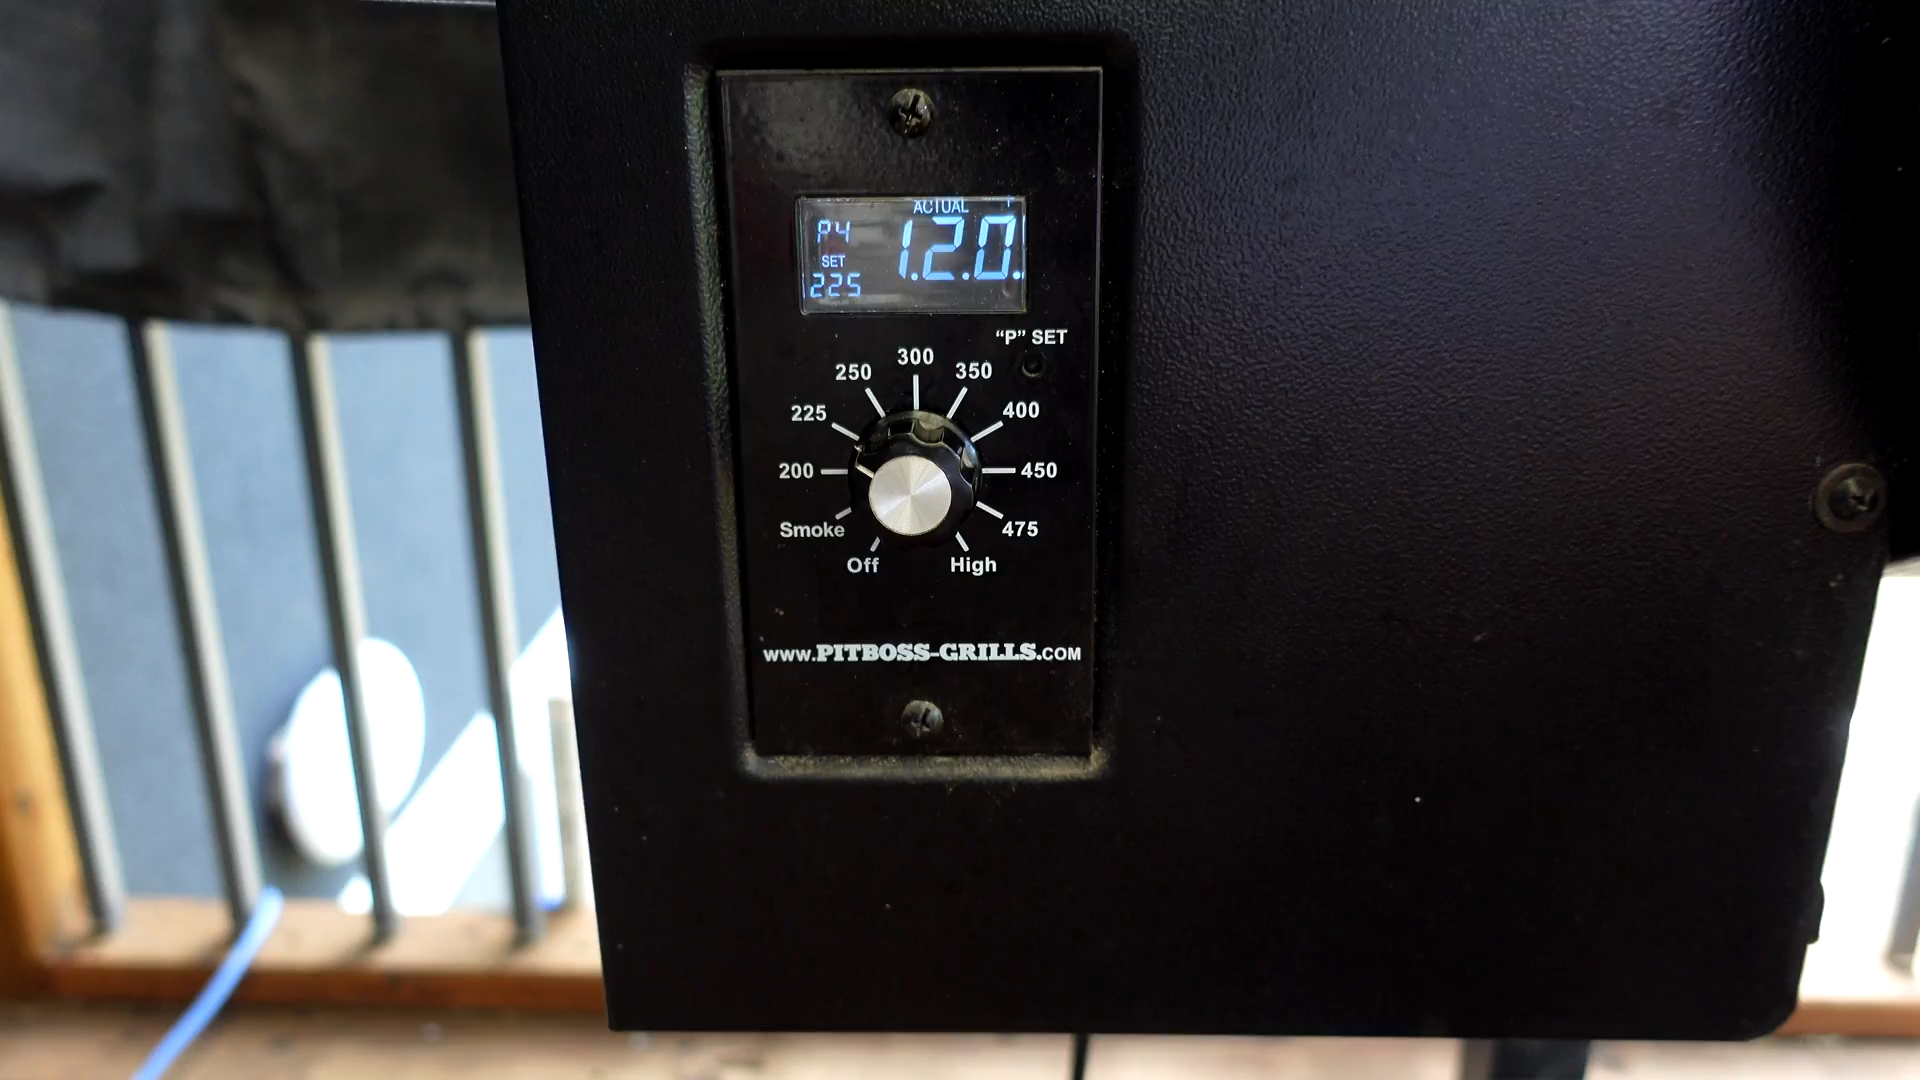 ACTUAL F
P4 1.2.0.
SET
225
"P" SET
300
250 350
225 400
200 450
Smoke 475
Off High
WWW.PITBOSS-GRILLS.COM